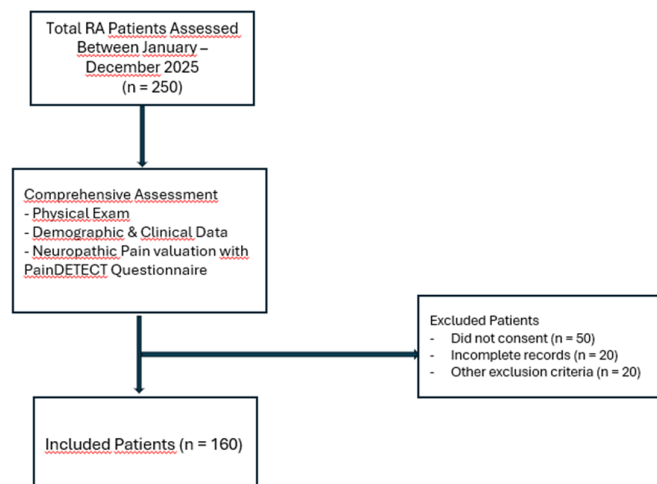 Total RA Patients Assessed
Between January –
December 2025
(n = 250)
Comprehensive Assessment
- Physical Exam
- Demographic & Clinical Data
- Neuropathic Pain valuation with
PainDETECT Questionnaire
Excluded Patients
- Did not consent (n = 50)
- Incomplete records (n = 20)
- Other exclusion criteria (n = 20)
Included Patients (n = 160)